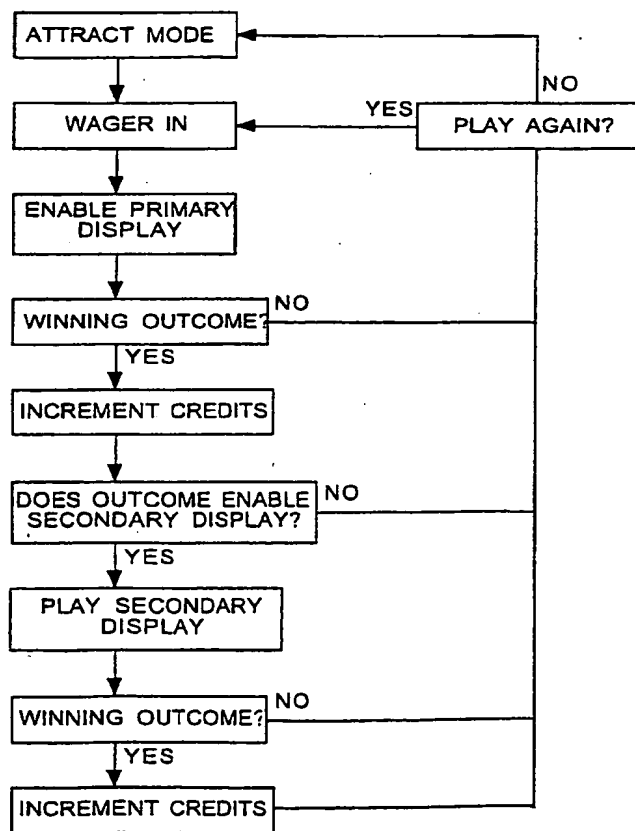 ATTRACT MODE
NO
YES
WAGER IN
PLAY AGAIN?
ENABLE PRIMARY
DISPLAY
WINNING OUTCOME?
NO
YES
INCREMENT CREDITS
DOES OUTCOME ENABLE
SECONDARY DISPLAY?
NO
YES
PLAY SECONDARY
DISPLAY
WINNING OUTCOME?
NO
YES
INCREMENT CREDITS